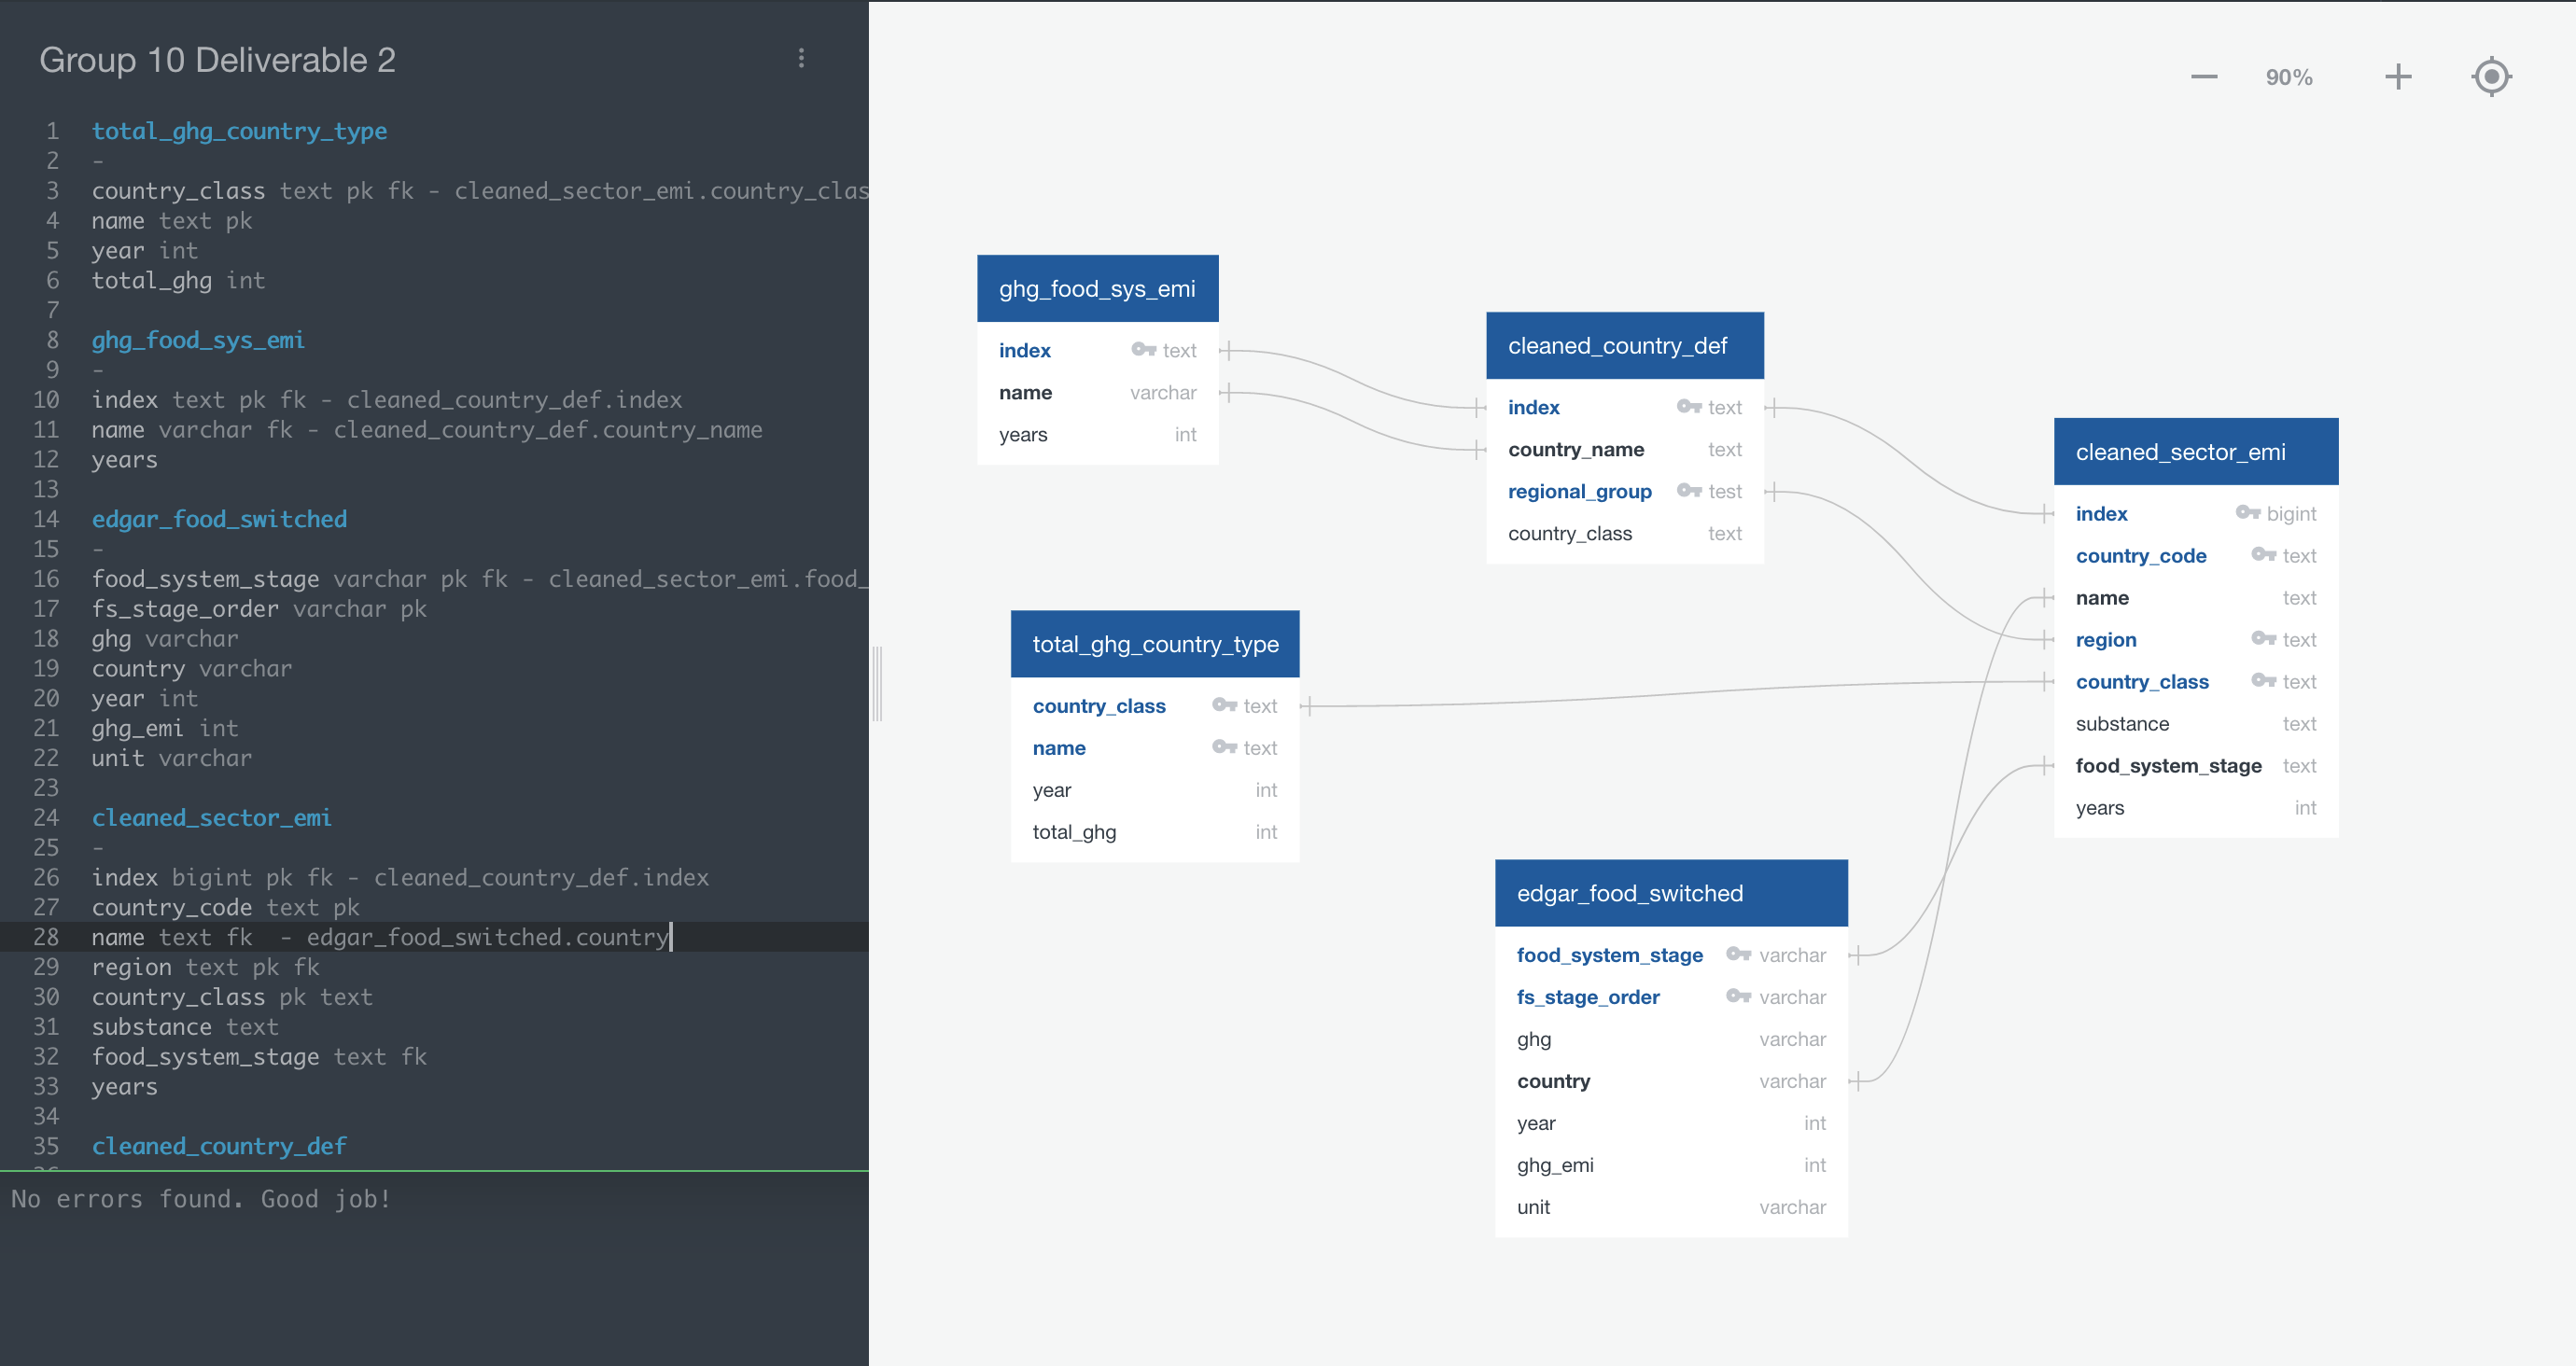 Group 10 Deliverable 2
1 total_ghg_country_type
2 -
3 country_class text pk fk - cleaned_sector_emi.country_clas
4 name text pk
5 year int
6 total_ghg int
7
8 ghg_food_sys_emi
9 -
10 index text pk fk - cleaned_country_def.index
11 name varchar fk - cleaned_country_def.country_name
12 years
13
14 edgar_food_switched
15 -
16 food_system_stage varchar pk fk - cleaned_sector_emi.food_
17 fs_stage_order varchar pk
18 ghg varchar
19 country varchar
20 year int
21 ghg_emi int
22 unit varchar
23
24 cleaned_sector_emi
25 -
26 index bigint pk fk - cleaned_country_def.index
27 country_code text pk
28 name text fk  - edgar_food_switched.country
29 region text pk fk
30 country_class pk text
31 substance text
32 food_system_stage text fk
33 years
34
35 cleaned_country_def
No errors found. Good job!
90%
ghg_food_sys_emi
index text
name varchar
years int
cleaned_country_def
index text
country_name text
regional_group test
country_class text
cleaned_sector_emi
index bigint
country_code text
name text
region text
country_class text
substance text
food_system_stage text
years int
total_ghg_country_type
country_class text
name text
year int
total_ghg int
edgar_food_switched
food_system_stage varchar
fs_stage_order varchar
ghg varchar
country varchar
year int
ghg_emi int
unit varchar